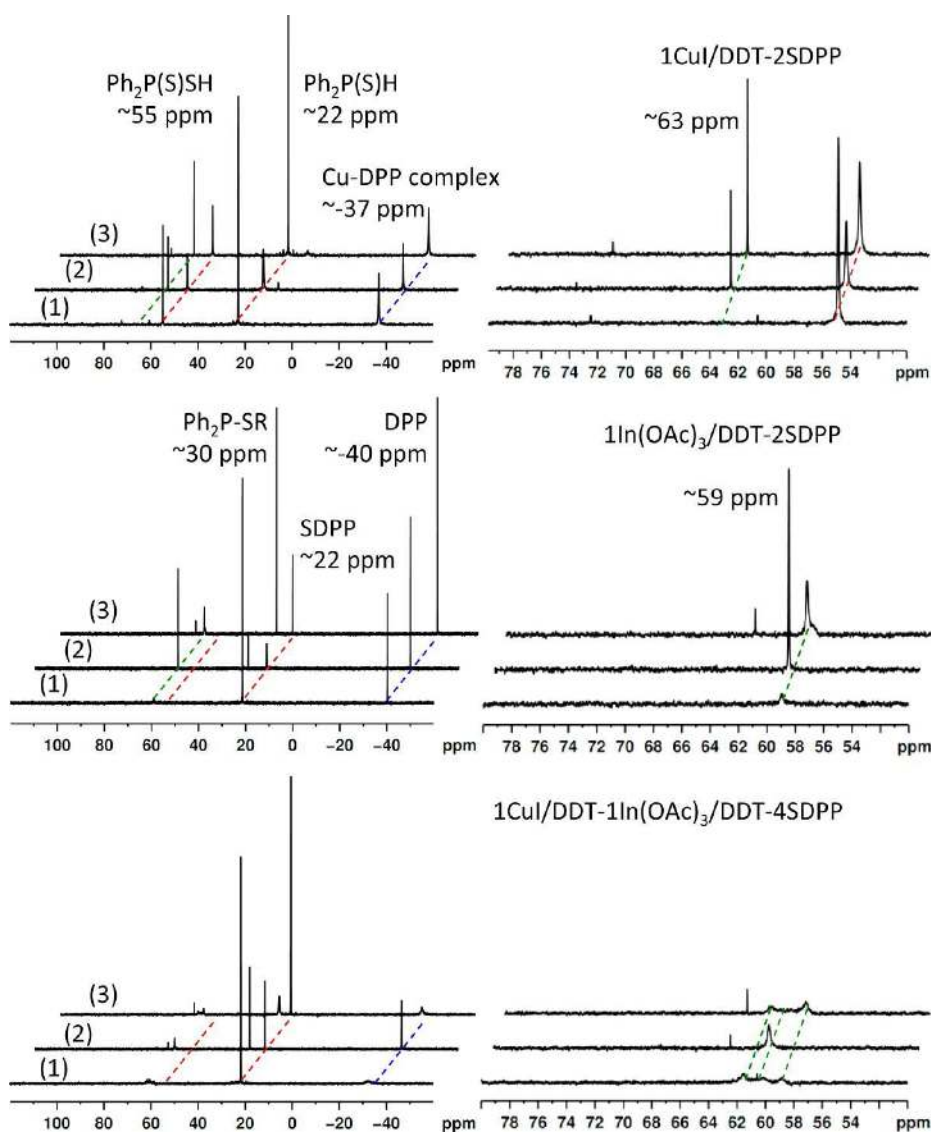 Ph₂P(S)SH
~55 ppm
Ph₂P(S)H
~22 ppm
Cu-DPP complex
~-37 ppm
(3)
(2)
(1)
100 80 60 40 20 0 −20 −40 ppm
1CuI/DDT-2SDPP
~63 ppm
78 76 74 72 70 68 66 64 62 60 58 56 54 ppm
Ph₂P-SR
~30 ppm
DPP
~-40 ppm
SDPP
~22 ppm
(3)
(2)
(1)
100 80 60 40 20 0 −20 −40 ppm
1In(OAc)₃/DDT-2SDPP
~59 ppm
78 76 74 72 70 68 66 64 62 60 58 56 54 ppm
(3)
(2)
(1)
100 80 60 40 20 0 −20 −40 ppm
1CuI/DDT-1In(OAc)₃/DDT-4SDPP
78 76 74 72 70 68 66 64 62 60 58 56 54 ppm